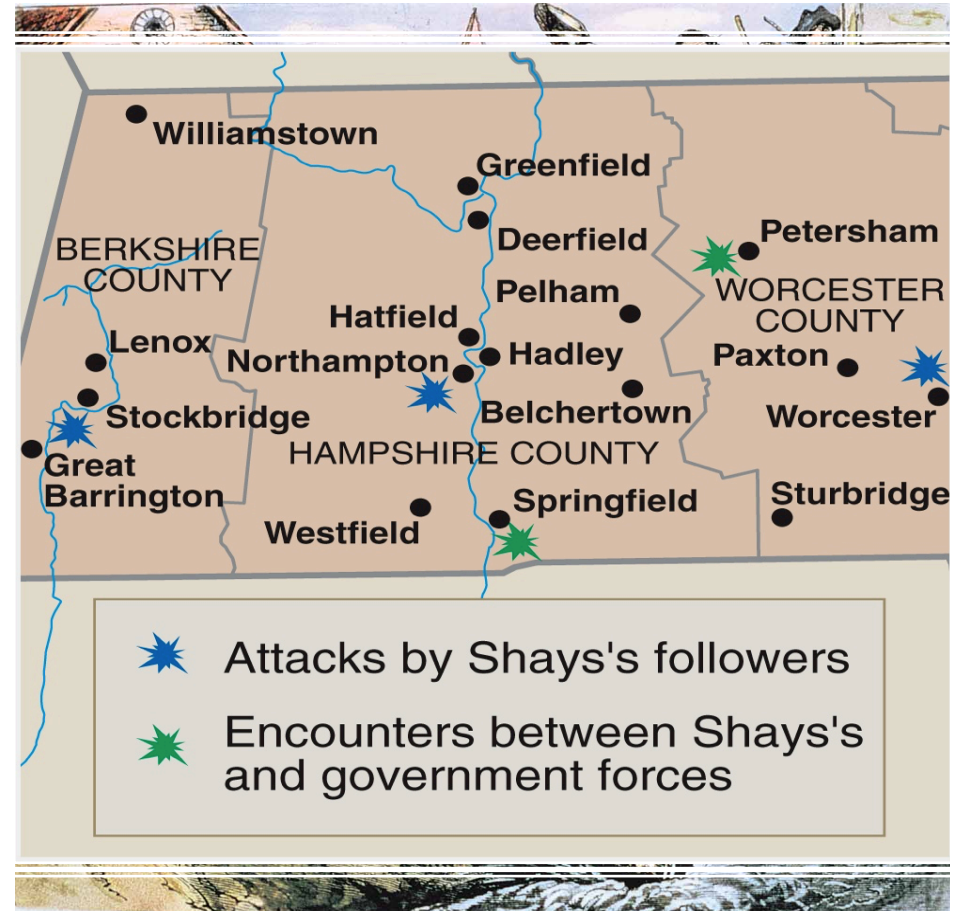 Williamstown
Greenfield
Deerfield
Petersham
BERKSHIRE
COUNTY
Pelham
WORCESTER
COUNTY
Hatfield
Lenox
Northampton
Hadley
Paxton
Stockbridge
Belchertown
Worcester
HAMPSHIRE COUNTY
Great
Barrington
Springfield
Sturbridge
Westfield
Attacks by Shays's followers
Encounters between Shays's
and government forces